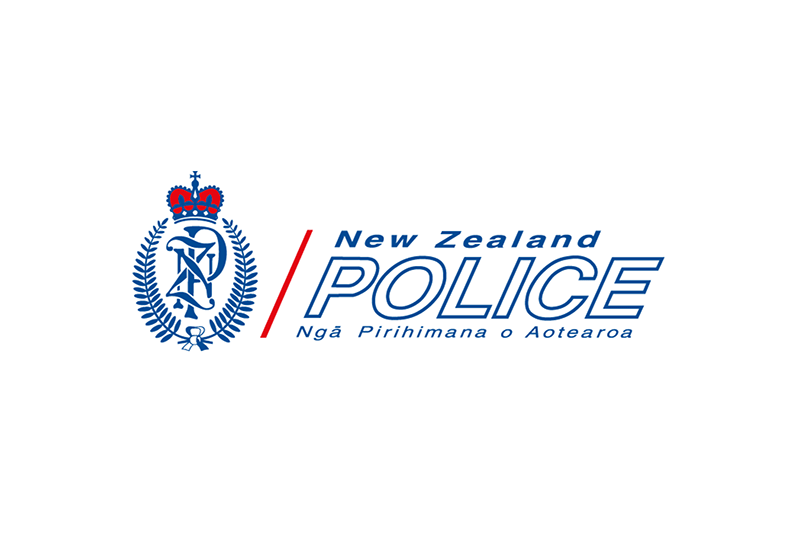 New Zealand
POLICE
Ngā Pirihimana o Aotearoa